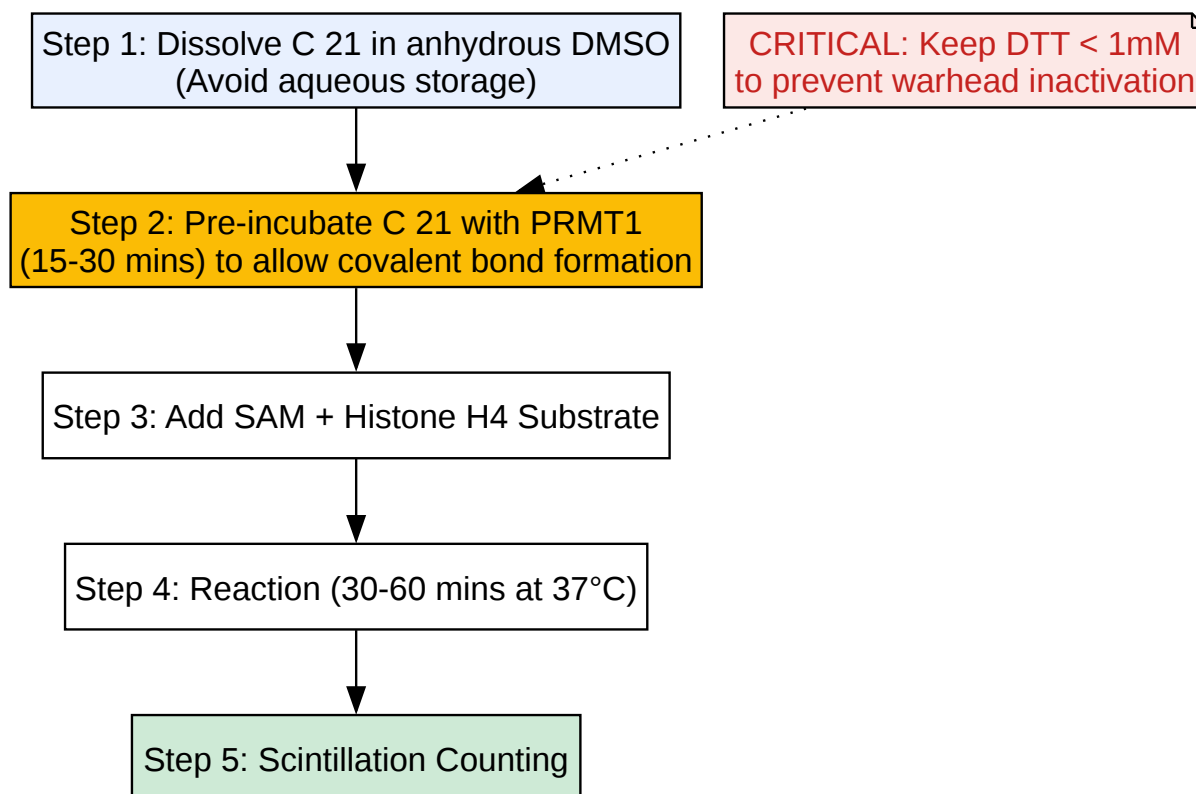 Step 1: Dissolve C 21 in anhydrous DMSO
(Avoid aqueous storage)
CRITICAL: Keep DTT < 1mM
to prevent warhead inactivation
Step 2: Pre-incubate C 21 with PRMT1
(15-30 mins) to allow covalent bond formation
Step 3: Add SAM + Histone H4 Substrate
Step 4: Reaction (30-60 mins at 37°C)
Step 5: Scintillation Counting